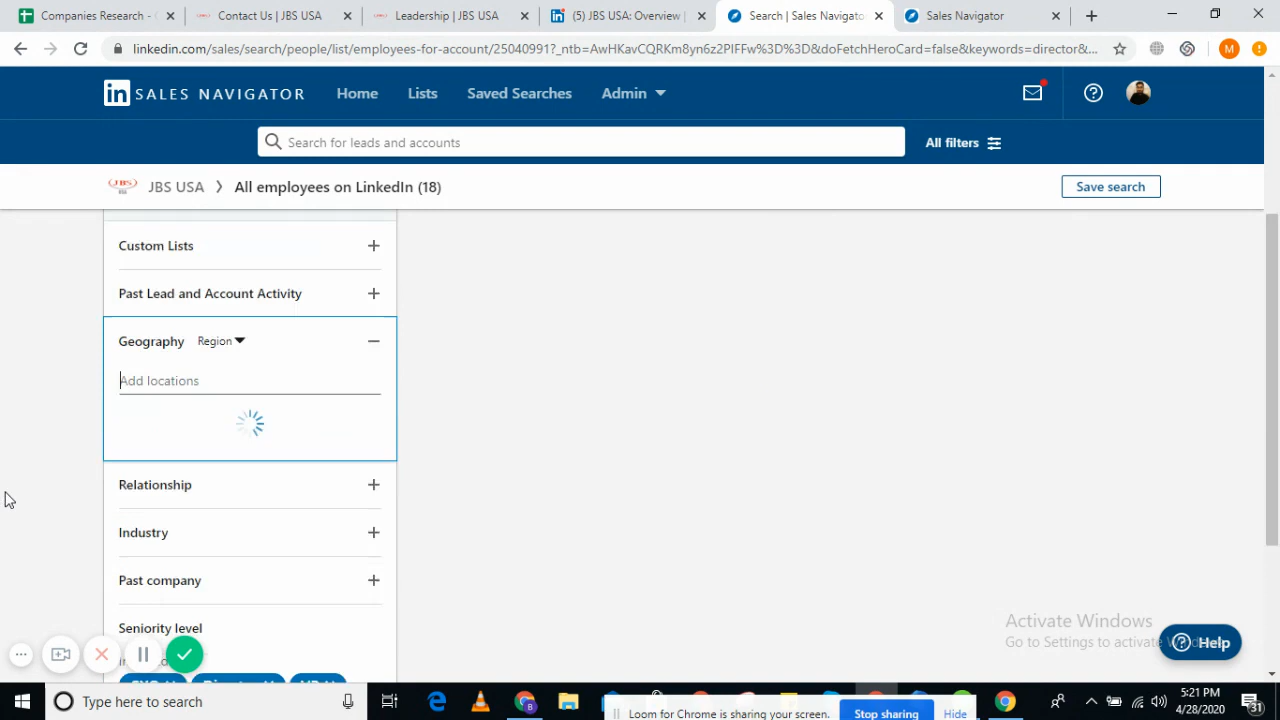 Companies Research -
Contact Us | JBS USA
Leadership | JBS USA
(5) JBS USA: Overview |
Search | Sales Navigato
Sales Navigator
linkedin.com/sales/search/people/list/employees-for-account/25040991?_ntb=AwHKavCQRKm8yn6z2PIFFw%3D%3D&doFetchHeroCard=false&keywords=director&...
M
in SALES NAVIGATOR
Home
Lists
Saved Searches
Admin
Search for leads and accounts
All filters
JBS USA
All employees on LinkedIn (18)
Save search
Custom Lists
Past Lead and Account Activity
Geography Region
Add locations
Relationship
Industry
Past company
Seniority level
Activate Windows
Go to Settings to activate
Help
Type here to search
Loom for Chrome is sharing your screen.
Stop sharing
Hide
5:21 PM
4/28/2020
31